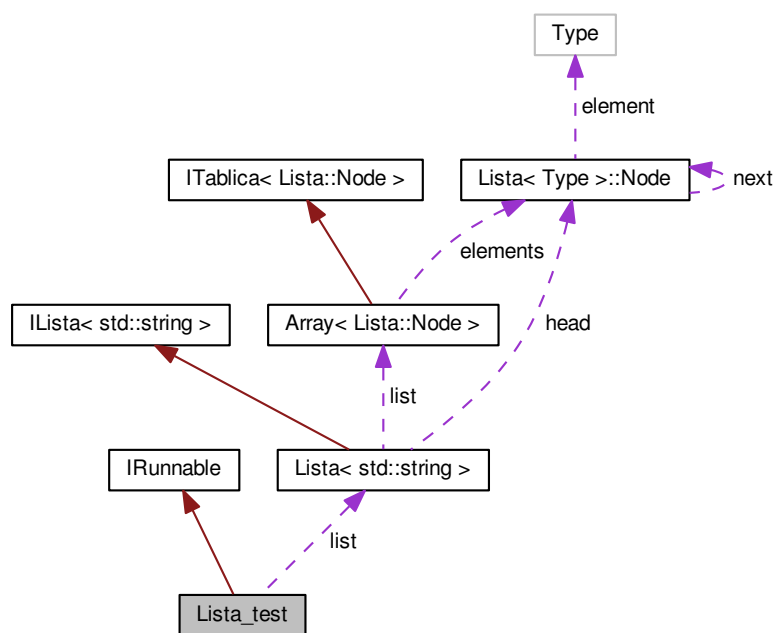 Type
element
ITablica< Lista::Node >
Lista< Type >::Node
next
elements
IList​a< std::string >
Array< Lista::Node >
head
list
IRunnable
Lista< std::string >
list
Lista_test